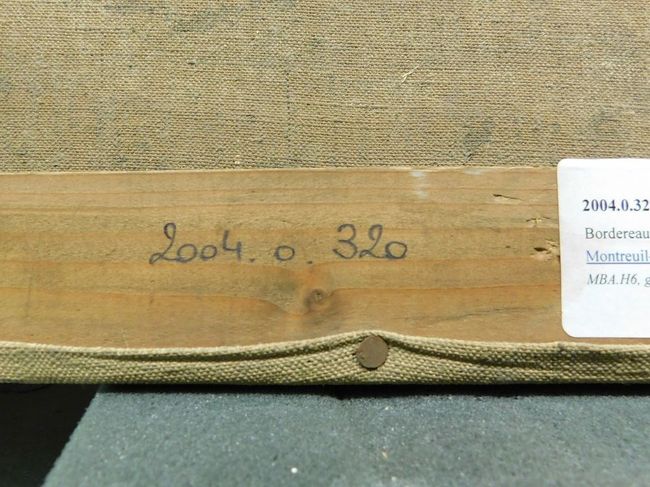 2004.0.320
2004.0.32
Bordereau
Montreuil-
MBA.H6, g